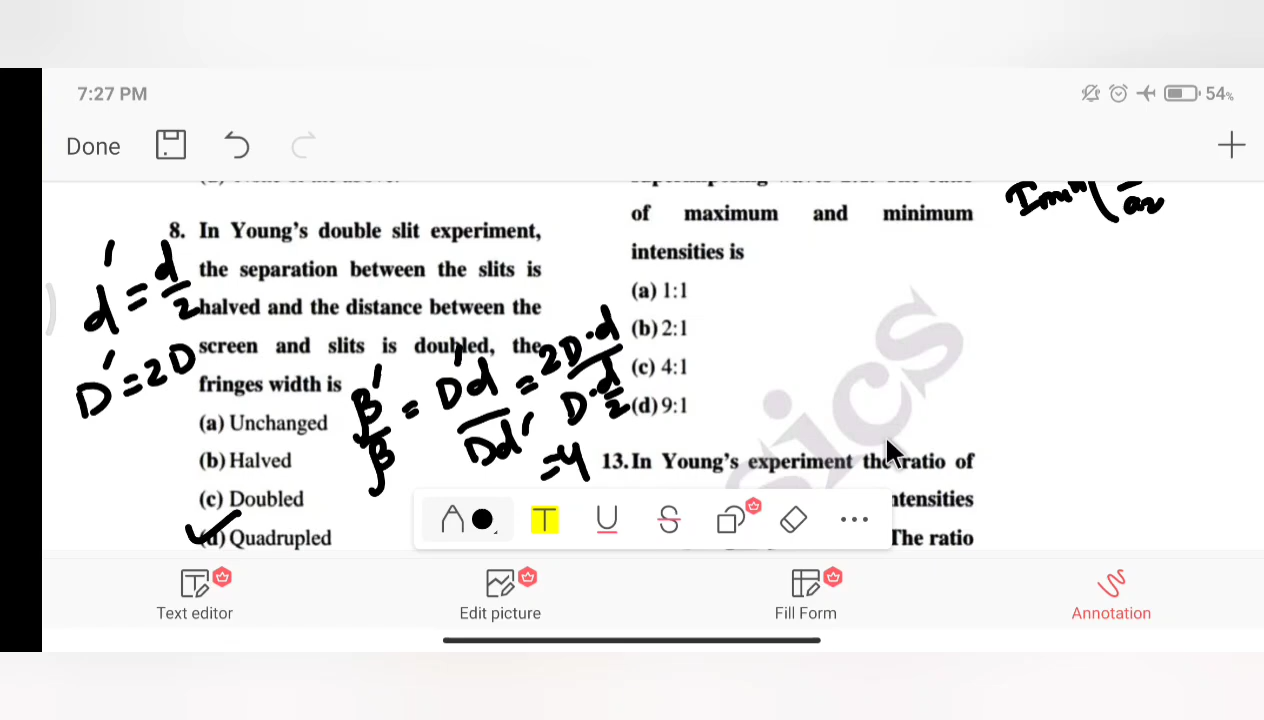 7:27 PM
54%
Done
of maximum and minimum
intensities is
(a) 1:1
(b) 2:1
(c) 4:1
(d) 9:1
8. In Young's double slit experiment,
the separation between the slits is
halved and the distance between the
screen and slits is doubled, the
fringes width is
(a) Unchanged
(b) Halved
(c) Doubled
(d) Quadrupled
d' = d/2
D' = 2D
β'/β = D'd/Dd' = 2D·d/D·d/2
=4
13. In Young's experiment the ratio of
ntensities
The ratio
sics
T
U
S
Text editor
Edit picture
Fill Form
Annotation